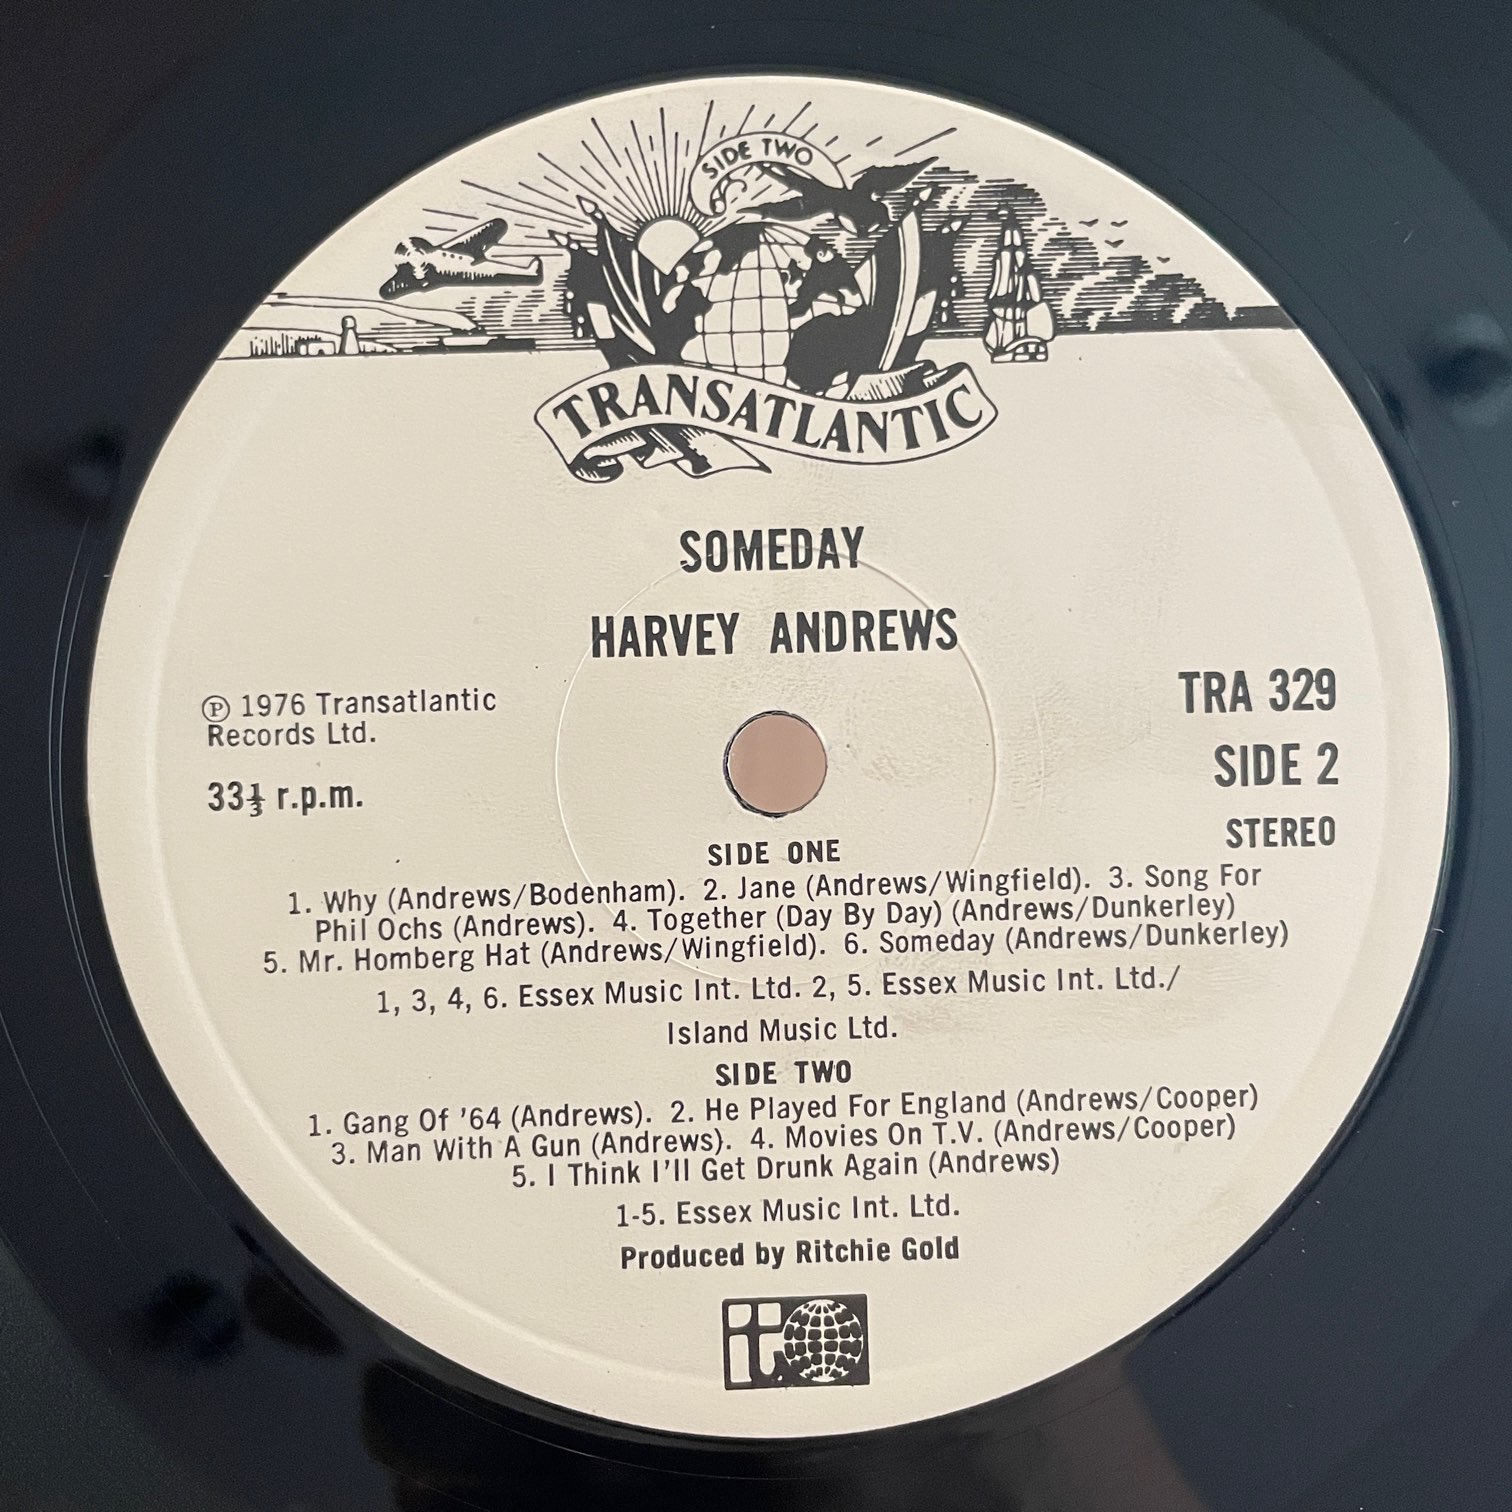 SIDE TWO
TRANSATLANTIC
SOMEDAY
HARVEY ANDREWS
℗ 1976 Transatlantic
Records Ltd.
33⅓ r.p.m.
TRA 329
SIDE 2
STEREO
SIDE ONE
1. Why (Andrews/Bodenham). 2. Jane (Andrews/Wingfield). 3. Song For
Phil Ochs (Andrews). 4. Together (Day By Day) (Andrews/Dunkerley)
5. Mr. Homberg Hat (Andrews/Wingfield). 6. Someday (Andrews/Dunkerley)
1, 3, 4, 6. Essex Music Int. Ltd. 2, 5. Essex Music Int. Ltd./
Island Music Ltd.
SIDE TWO
1. Gang Of '64 (Andrews). 2. He Played For England (Andrews/Cooper)
3. Man With A Gun (Andrews). 4. Movies On T.V. (Andrews/Cooper)
5. I Think I'll Get Drunk Again (Andrews)
1-5. Essex Music Int. Ltd.
Produced by Ritchie Gold
it